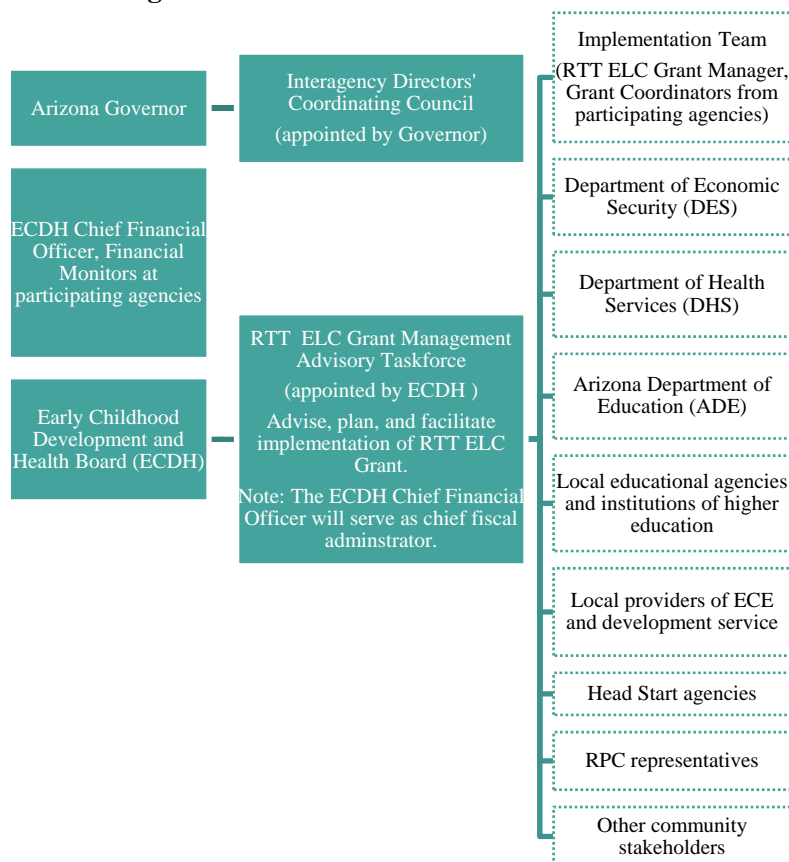 Arizona Governor
Interagency Directors'
Coordinating Council
(appointed by Governor)
ECDH Chief Financial
Officer, Financial
Monitors at
participating agencies
Early Childhood
Development and
Health Board (ECDH)
RTT ELC Grant Management
Advisory Taskforce
(appointed by ECDH )
Advise, plan, and facilitate
implementation of RTT ELC
Grant.
Note: The ECDH Chief Financial
Officer will serve as chief fiscal
adminstrator.
Implementation Team
(RTT ELC Grant Manager,
Grant Coordinators from
participating agencies)
Department of Economic
Security (DES)
Department of Health
Services (DHS)
Arizona Department of
Education (ADE)
Local educational agencies
and institutions of higher
education
Local providers of ECE
and development service
Head Start agencies
RPC representatives
Other community
stakeholders